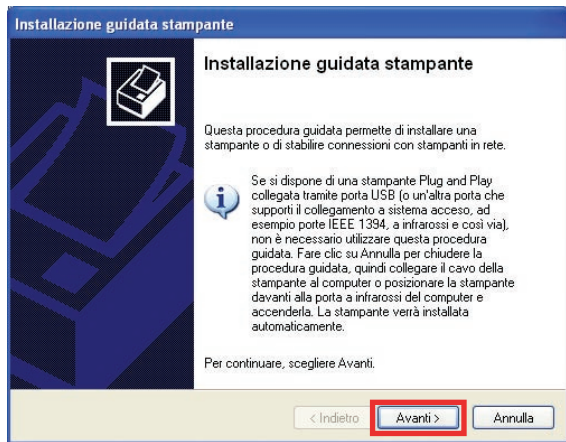 Installazione guidata stampante
Installazione guidata stampante
Questa procedura guidata permette di installare una
stampante o di stabilire connessioni con stampanti in rete.
Se si dispone di una stampante Plug and Play
collegata tramite porta USB (o un'altra porta che
supporti il collegamento a sistema acceso, ad
esempio porte IEEE 1394, a infrarossi e così via),
non è necessario utilizzare questa procedura
guidata. Fare clic su Annulla per chiudere la
procedura guidata, quindi collegare il cavo della
stampante al computer o posizionare la stampante
davanti alla porta a infrarossi del computer e
accenderla. La stampante verrà installata
automaticamente.
Per continuare, scegliere Avanti.
< Indietro Avanti > Annulla